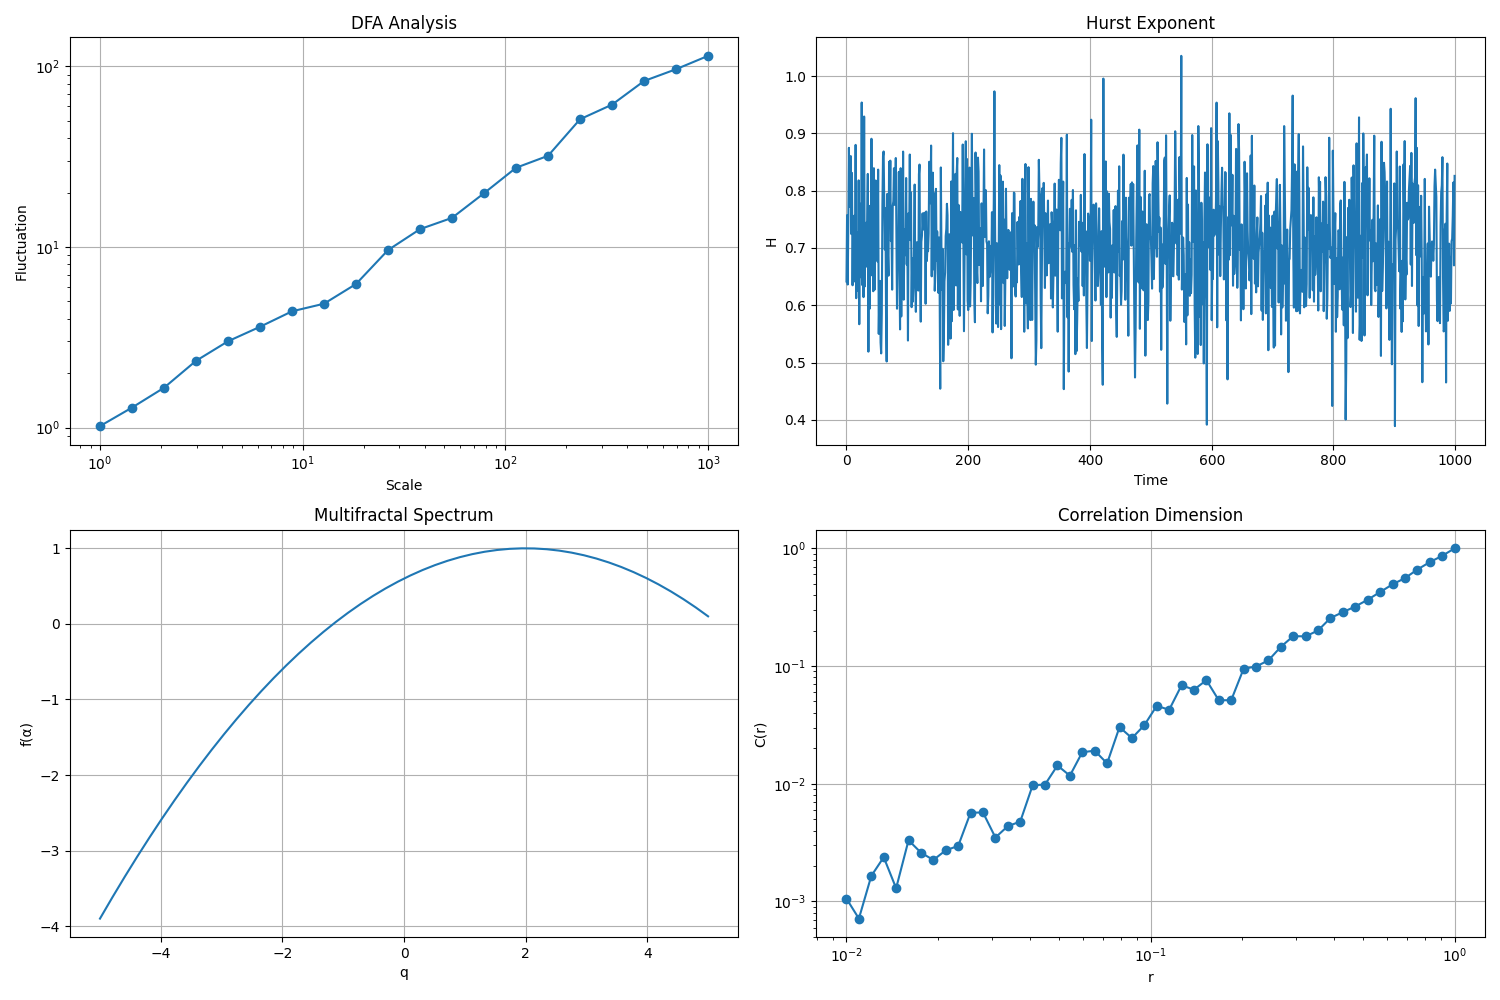 DFA Analysis
Fluctuation
10²
10¹
10⁰
10⁰ 10¹ 10² 10³
Scale
Hurst Exponent
H
1.0
0.9
0.8
0.7
0.6
0.5
0.4
0 200 400 600 800 1000
Time
Multifractal Spectrum
f(α)
1
0
−1
−2
−3
−4
−4 −2 0 2 4
q
Correlation Dimension
C(r)
10⁰
10⁻¹
10⁻²
10⁻³
10⁻² 10⁻¹ 10⁰
r